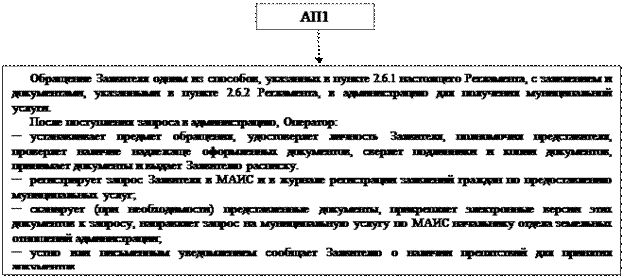 АП1
Обращение Заявителя одним из способов, указанных в пункте 2.6.1 настоящего Регламента, с заявлением и
документами, указанными в пункте 2.6.2 Регламента, в администрацию для получения муниципальной
услуги.
После поступления запроса в администрацию, Оператор:
— устанавливает предмет обращения, удостоверяет личность Заявителя, полномочия представителя,
проверяет наличие надлежаще оформленных документов, сверяет подлинники и копии документов,
принимает документы и выдает Заявителю расписку.
— регистрирует запрос Заявителя в МАИС и в журнале регистрации заявлений граждан по предоставлению
муниципальных услуг;
— сканирует (при необходимости) представленные документы, прикрепляет электронные версии этих
документов к запросу, направляет запрос на муниципальную услугу по МАИС начальнику отдела земельных
отношений администрации;
— устно или письменным уведомлением сообщает Заявителю о наличии препятствий для принятия
документов